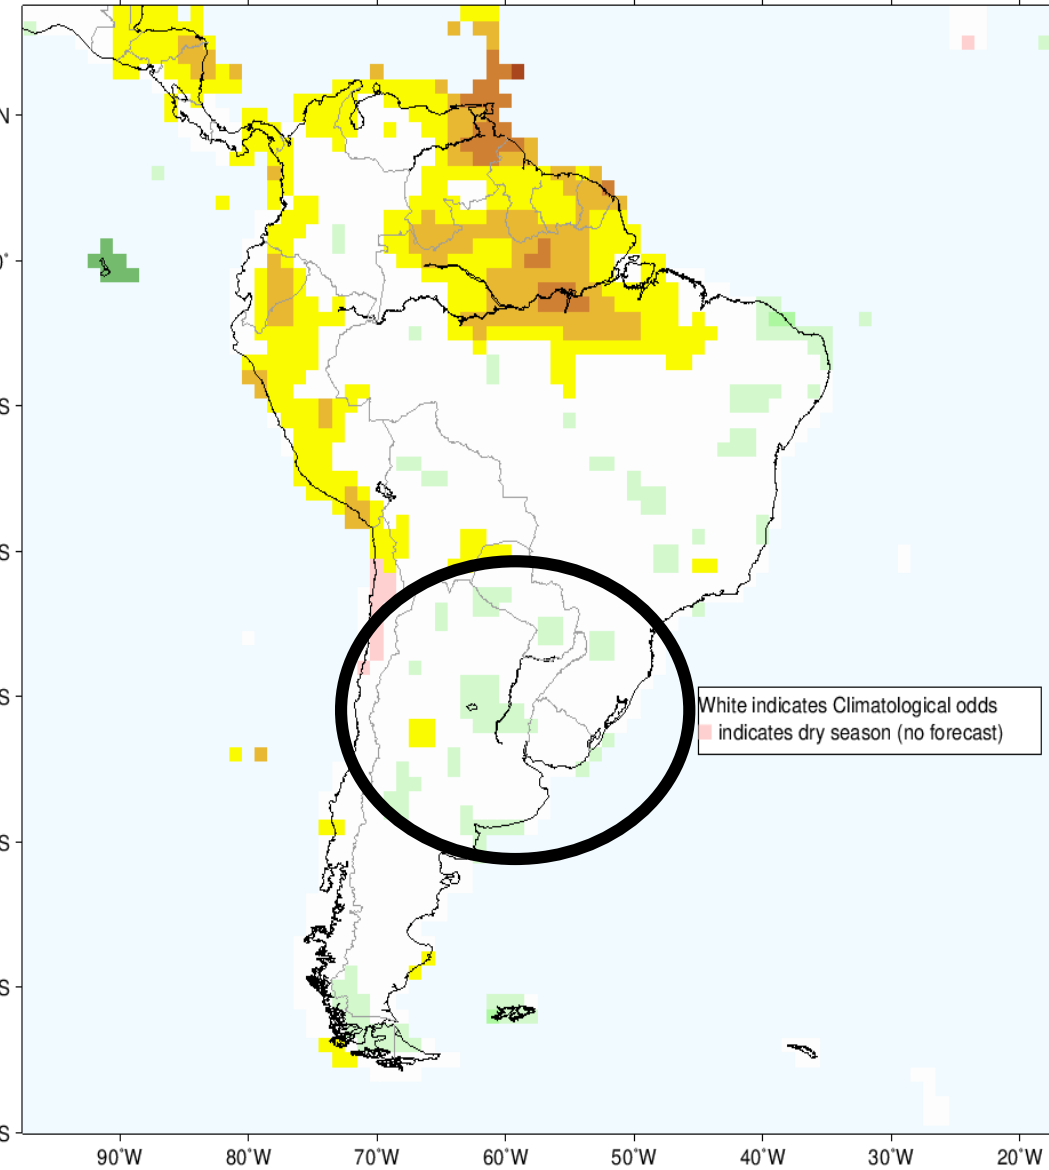 N
0°
S
S
White indicates Climatological odds
indicates dry season (no forecast)
S
S
S
S
90°W 80°W 70°W 60°W 50°W 40°W 30°W 20°W